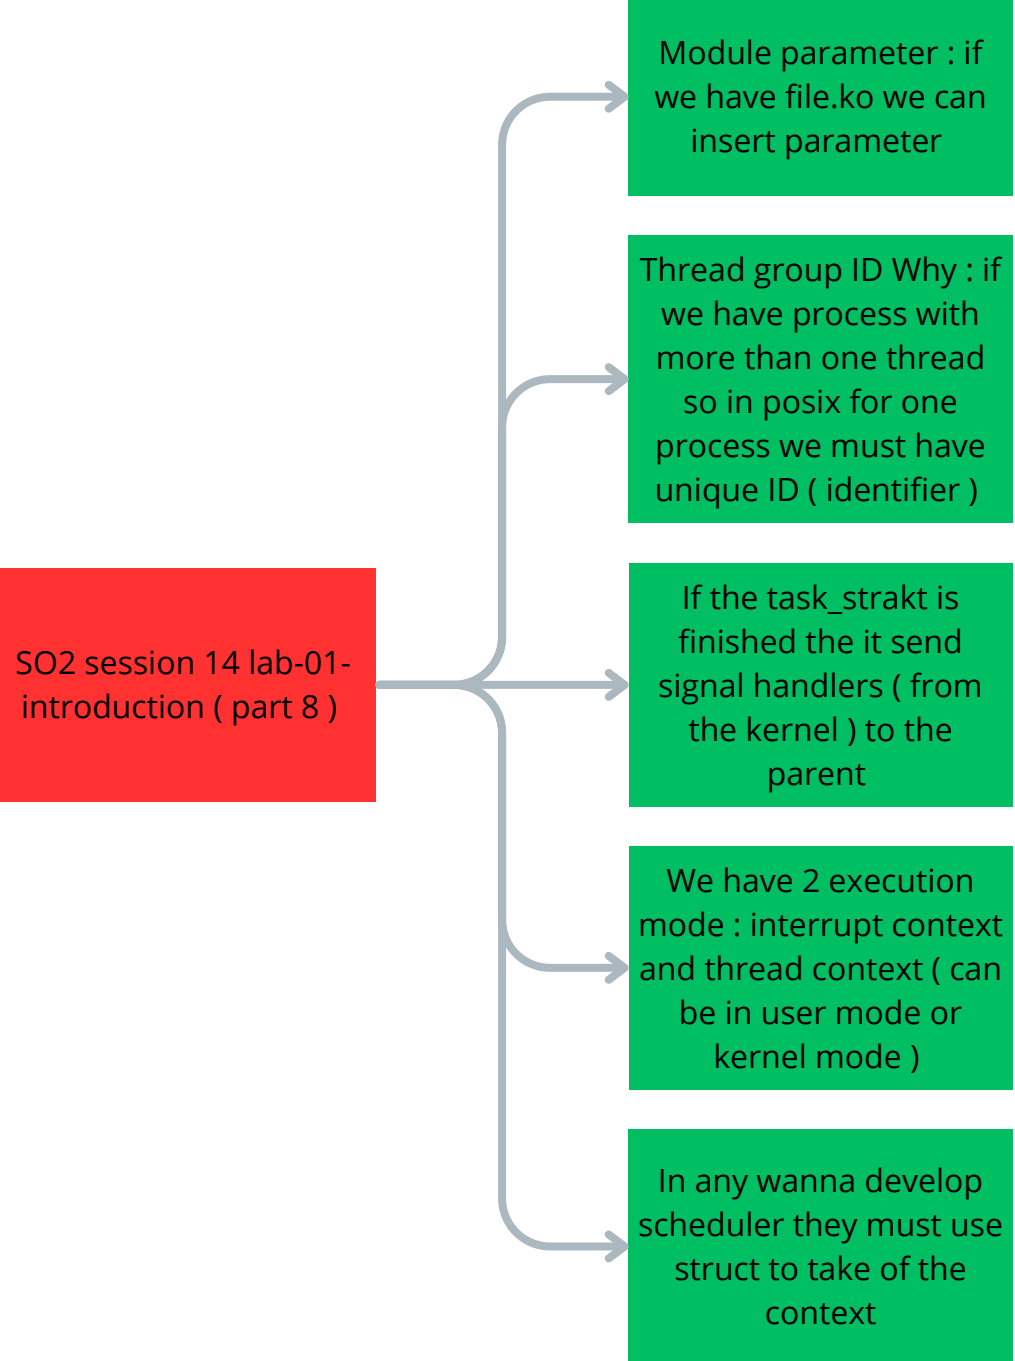 Module parameter : if
we have file.ko we can
insert parameter
Thread group ID Why : if
we have process with
more than one thread
so in posix for one
process we must have
unique ID ( identifier )
If the task_strakt is
finished the it send
signal handlers ( from
the kernel ) to the
parent
SO2 session 14 lab-01-
introduction ( part 8 )
We have 2 execution
mode : interrupt context
and thread context ( can
be in user mode or
kernel mode )
In any wanna develop
scheduler they must use
struct to take of the
context